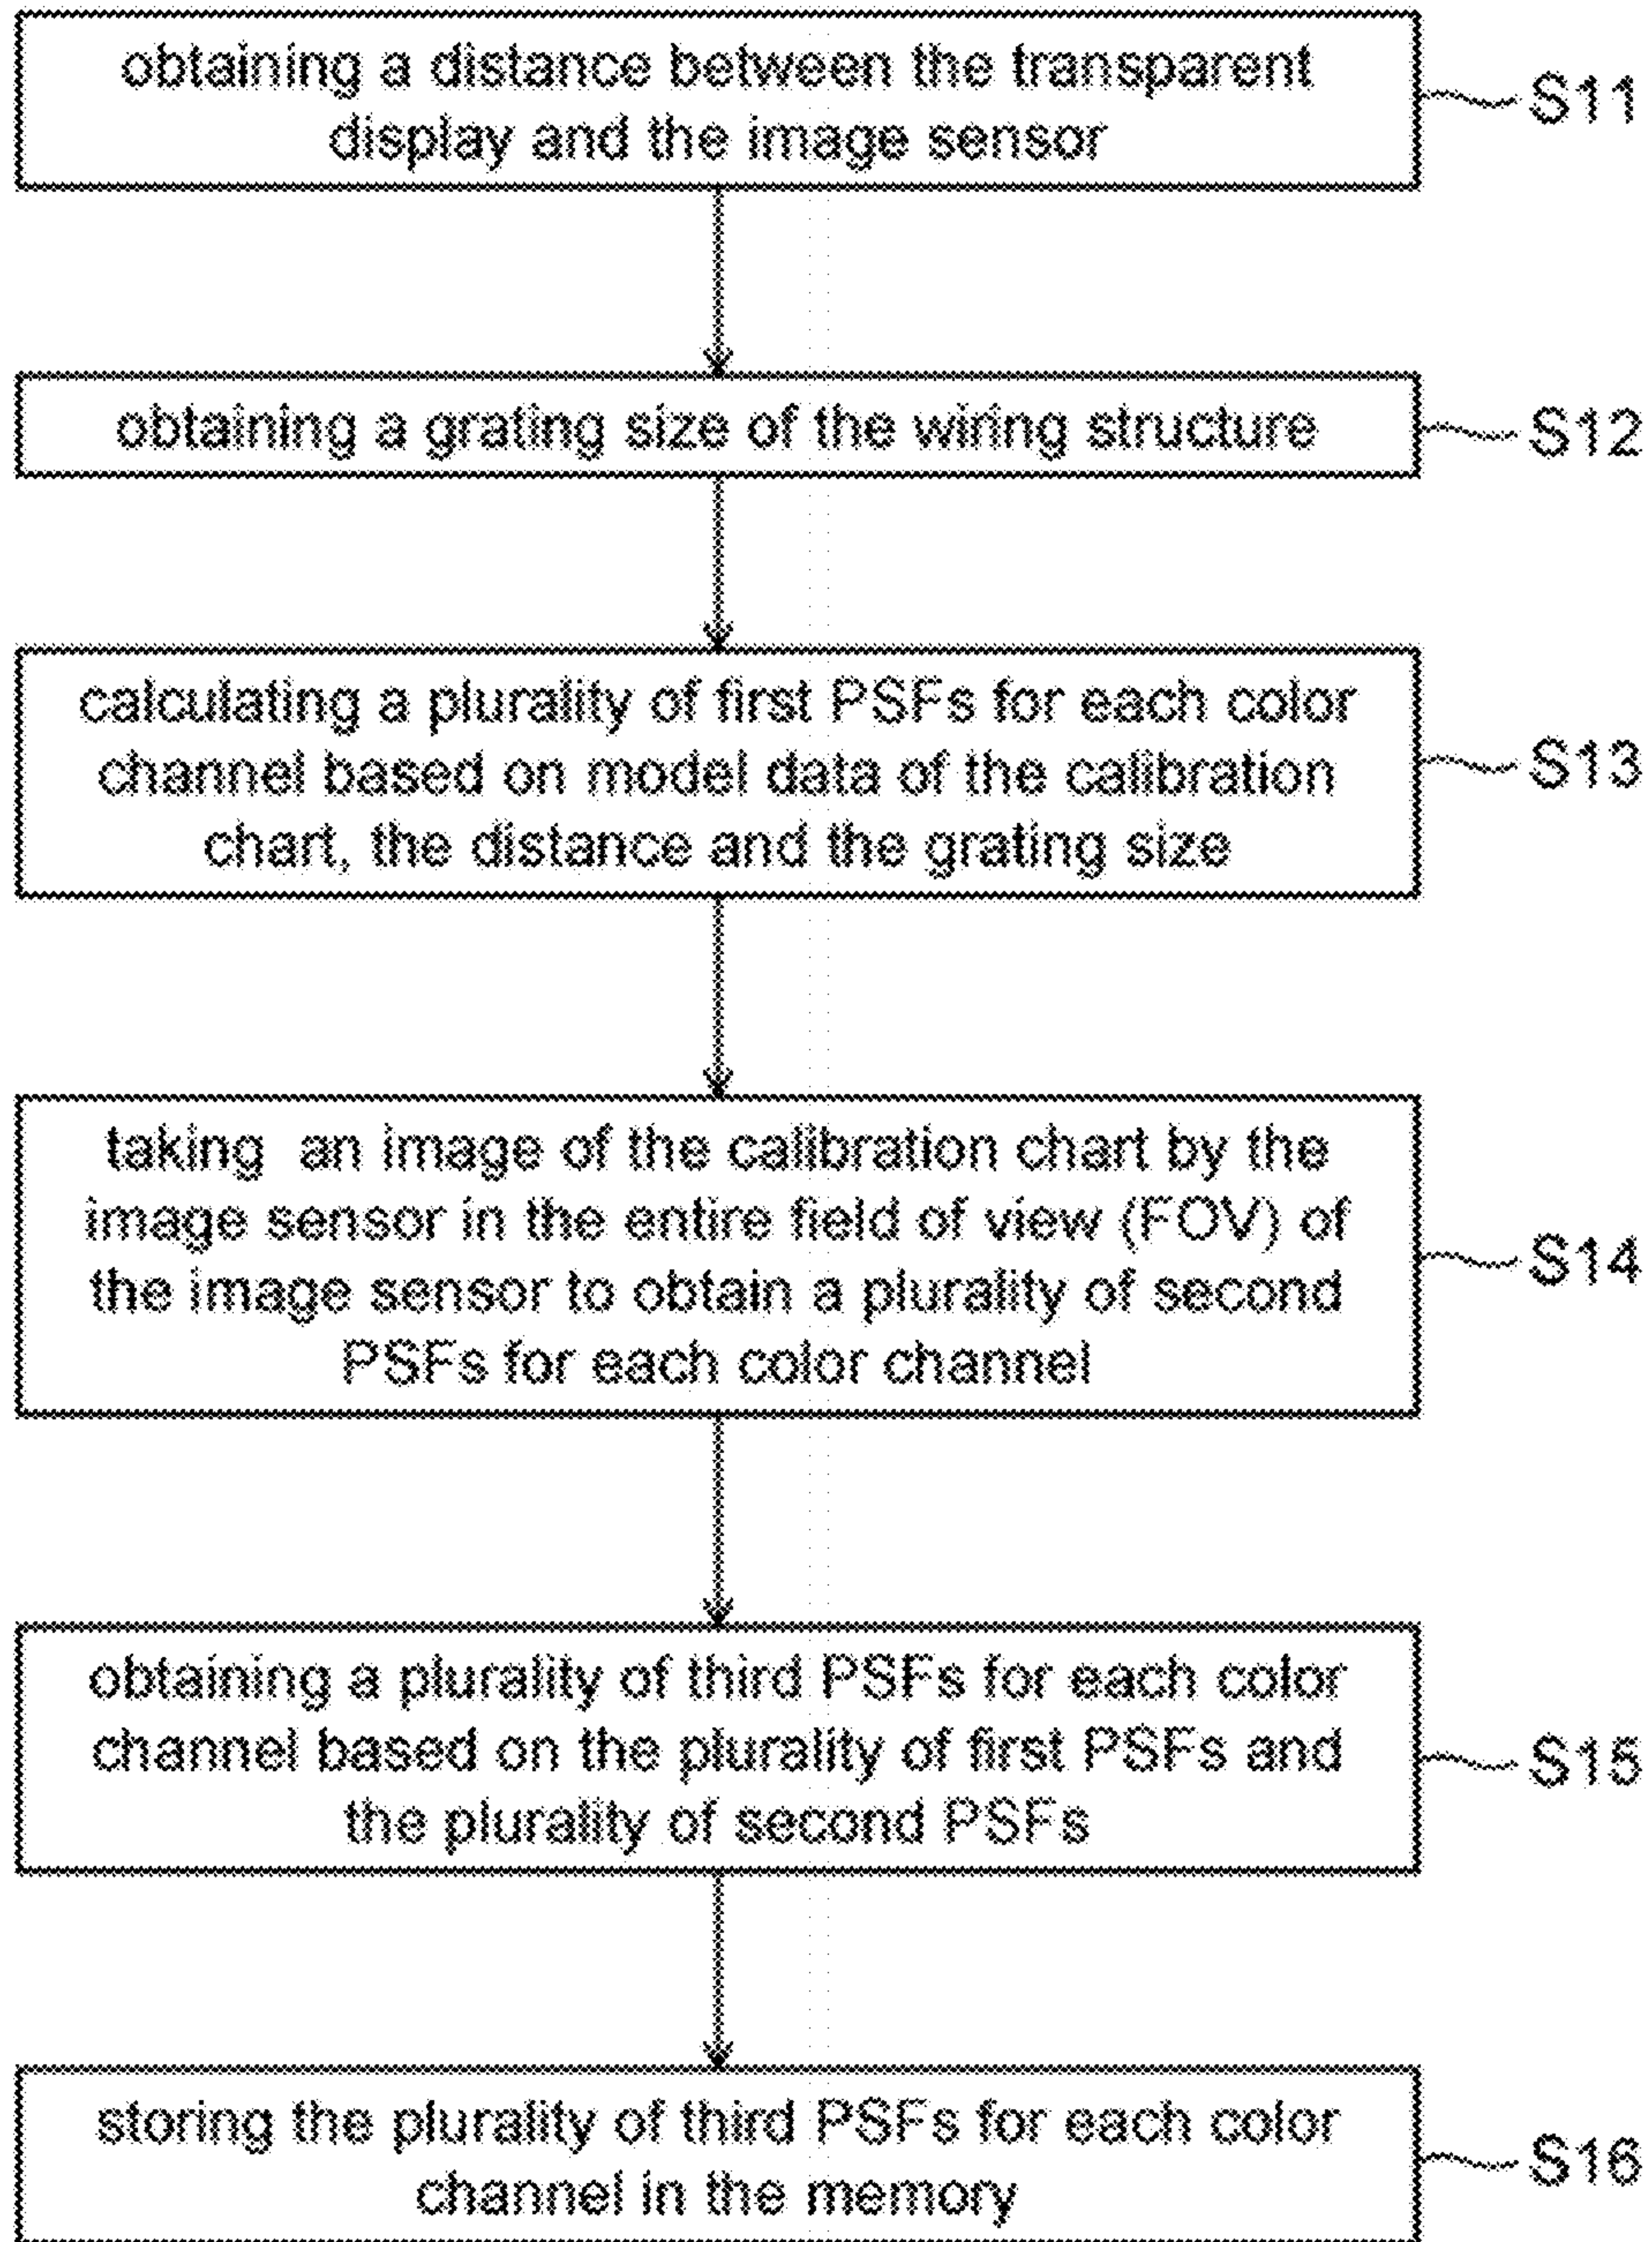 obtaining a distance between the transparent
display and the image sensor
S11
obtaining a grating size of the wiring structure
S12
calculating a plurality of first PSFs for each color
channel based on model data of the calibration
chart, the distance and the grating size
S13
taking an image of the calibration chart by the
image sensor in the entire field of view (FOV) of
the image sensor to obtain a plurality of second
PSFs for each color channel
S14
obtaining a plurality of third PSFs for each color
channel based on the plurality of first PSFs and
the plurality of second PSFs
S15
storing the plurality of third PSFs for each color
channel in the memory
S16